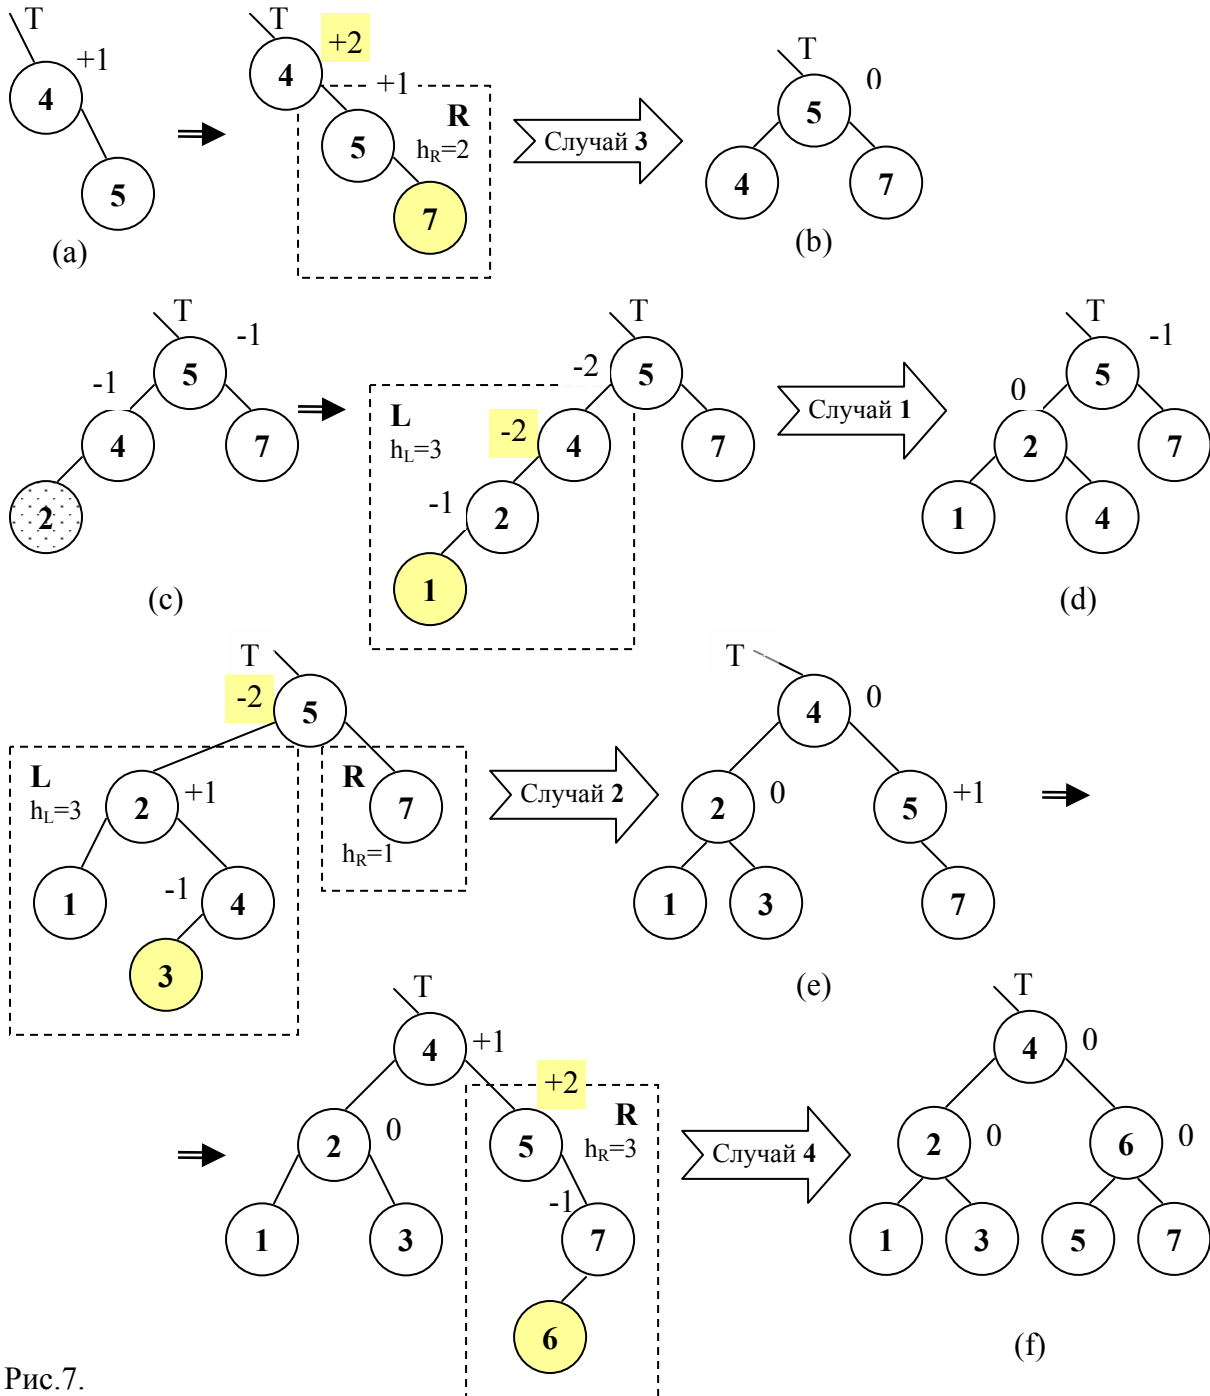 T T T
4 +1 4 +2 5 0
+1 R
5 h_R=2 Случай 3
5 7 4 7
(a) (b)
T T T
5 -1 -2 5 5 -1
-1 L 0
4 7 h_L=3 -2 4 7 Случай 1 2 7
2 -1 2 1 4
(c) 1 (d)
T T
-2 5 4 0
L R
h_L=3 2 +1 7 Случай 2 2 0 5 +1
h_R=1
1 -1 4 1 3 7
3 (e)
T T
4 +1 4 0
+2 R
2 0 5 h_R=3 Случай 4 2 0 6 0
-1
1 3 7 1 3 5 7
6 (f)
Рис.7.